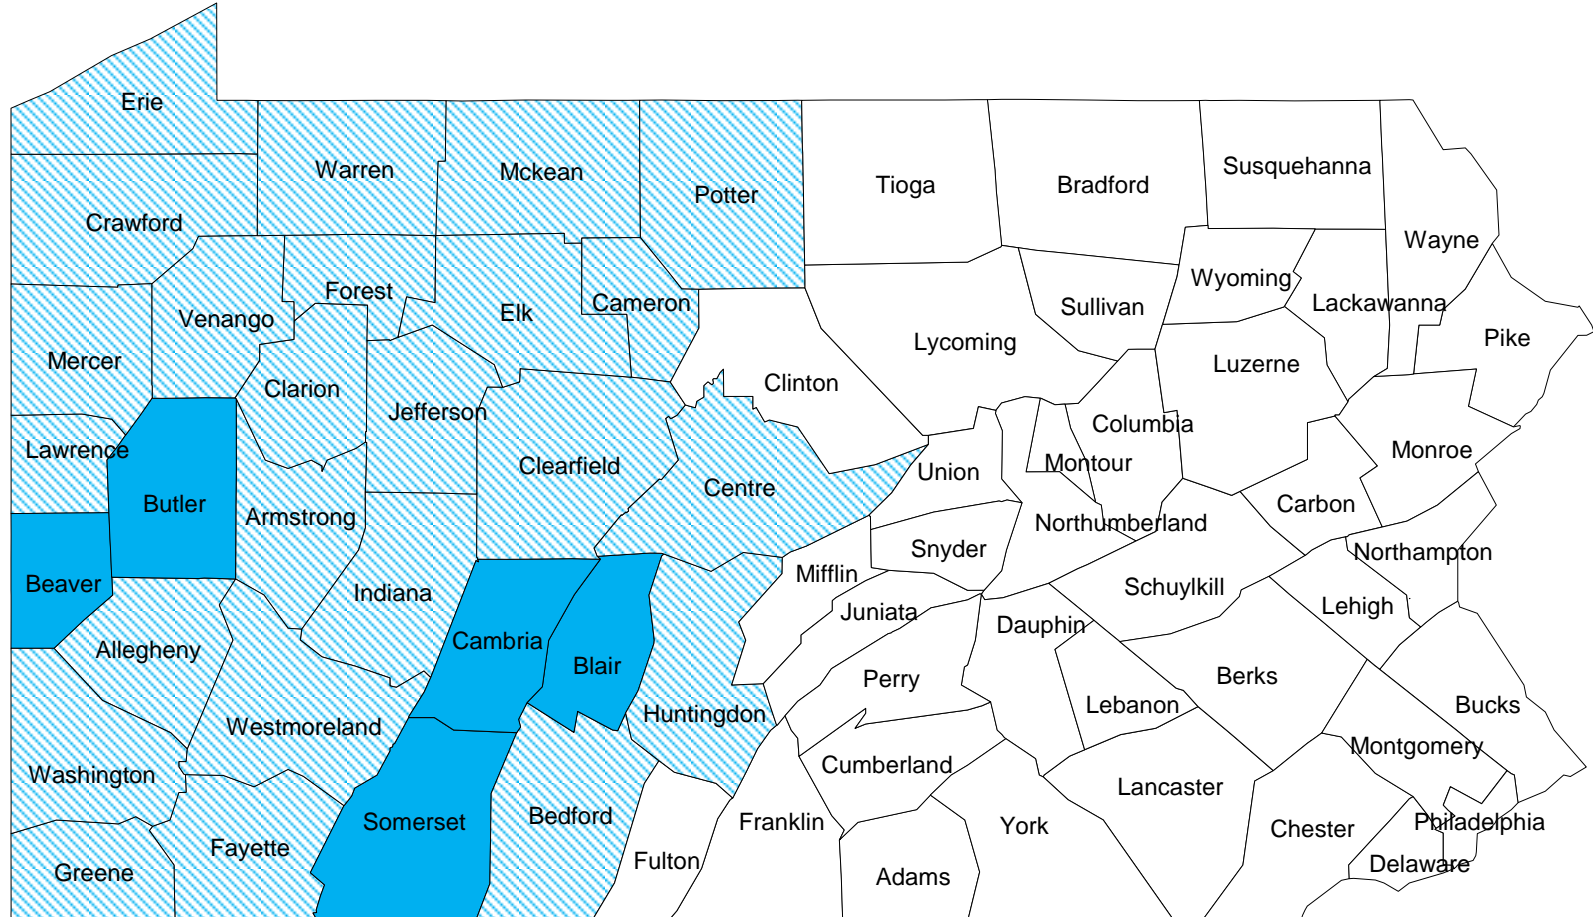 Erie
Warren
Mckean
Potter
Tioga
Bradford
Susquehanna
Crawford
Wayne
Forest
Venango
Elk
Cameron
Sullivan
Wyoming
Lackawanna
Mercer
Clarion
Jefferson
Clinton
Lycoming
Luzerne
Pike
Lawrence
Butler
Armstrong
Clearfield
Centre
Union
Montour
Columbia
Northumberland
Carbon
Monroe
Beaver
Indiana
Snyder
Mifflin
Juniata
Schuylkill
Northampton
Lehigh
Allegheny
Cambria
Blair
Dauphin
Perry
Lebanon
Berks
Bucks
Westmoreland
Huntingdon
Washington
Cumberland
Lancaster
Montgomery
Greene
Fayette
Somerset
Bedford
Fulton
Franklin
Adams
York
Chester
Philadelphia
Delaware